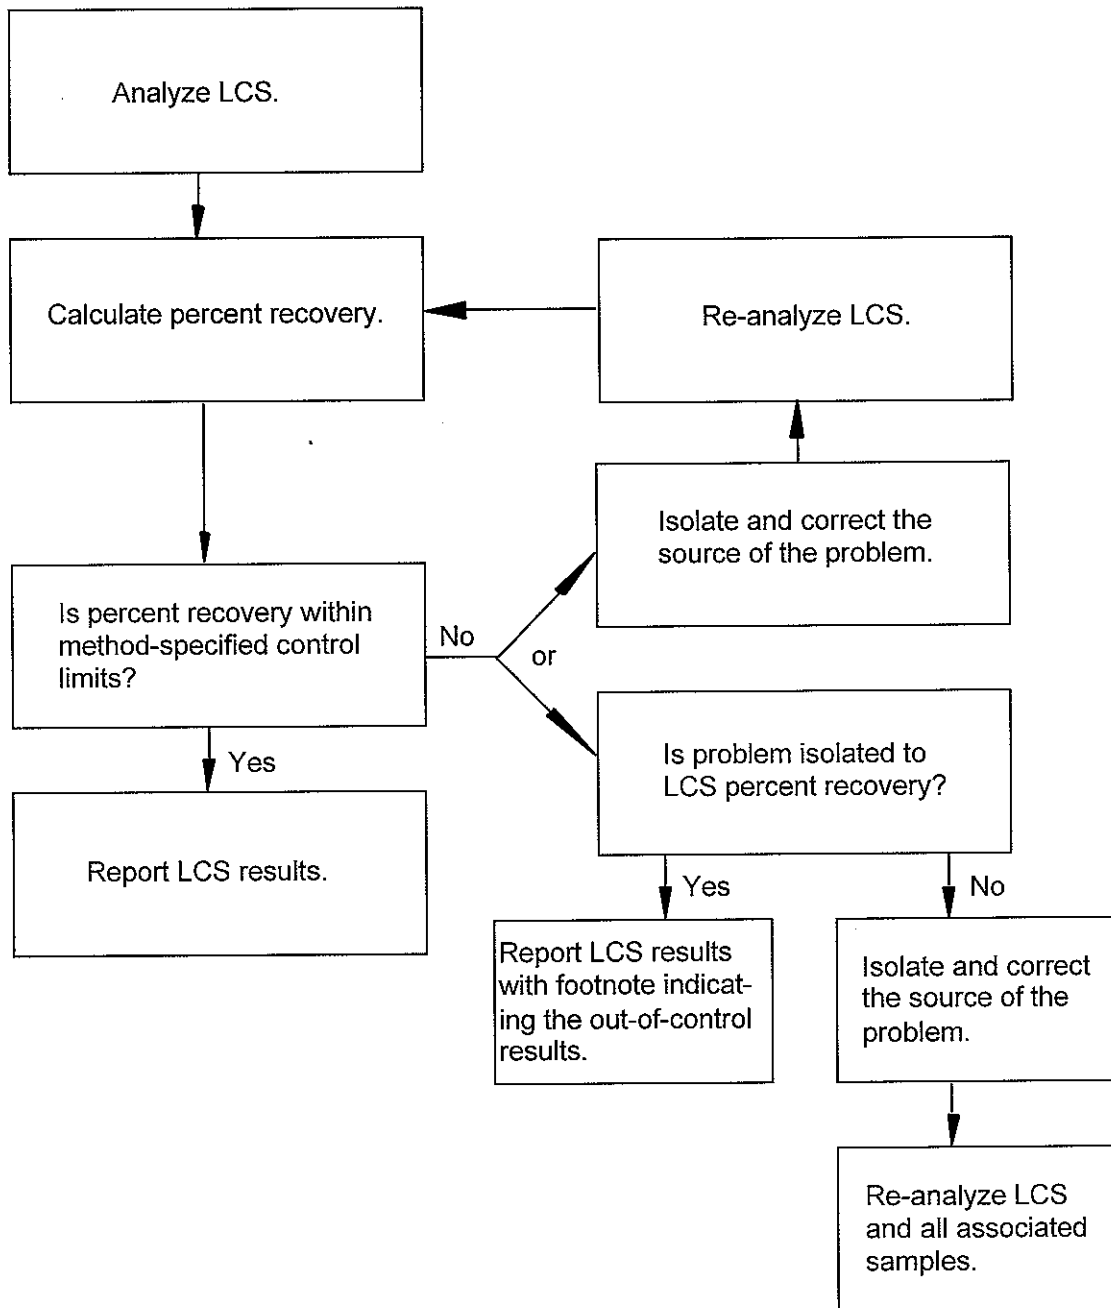 Analyze LCS.
Calculate percent recovery.
Re-analyze LCS.
Isolate and correct the
source of the problem.
Is percent recovery within
method-specified control
limits?
No
or
Is problem isolated to
LCS percent recovery?
Yes
Report LCS results.
Yes
No
Report LCS results
with footnote indicat-
ing the out-of-control
results.
Isolate and correct
the source of the
problem.
Re-analyze LCS
and all associated
samples.